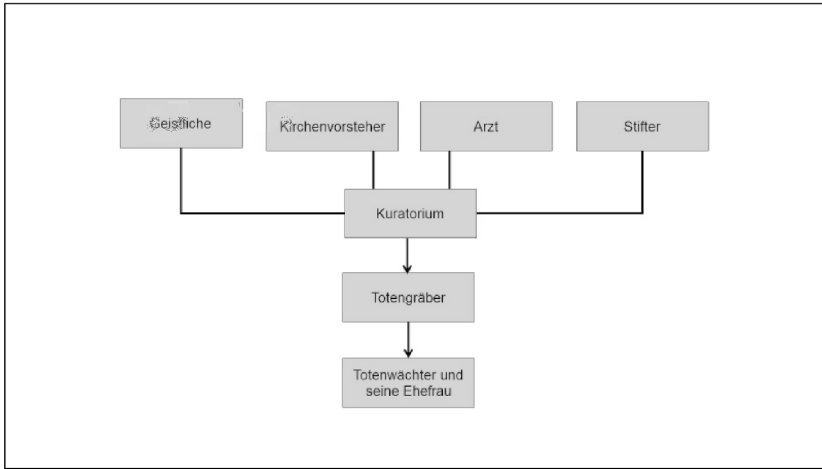 Geistliche
Kirchenvorsteher
Arzt
Stifter
Kuratorium
Totengräber
Totenwächter und
seine Ehefrau